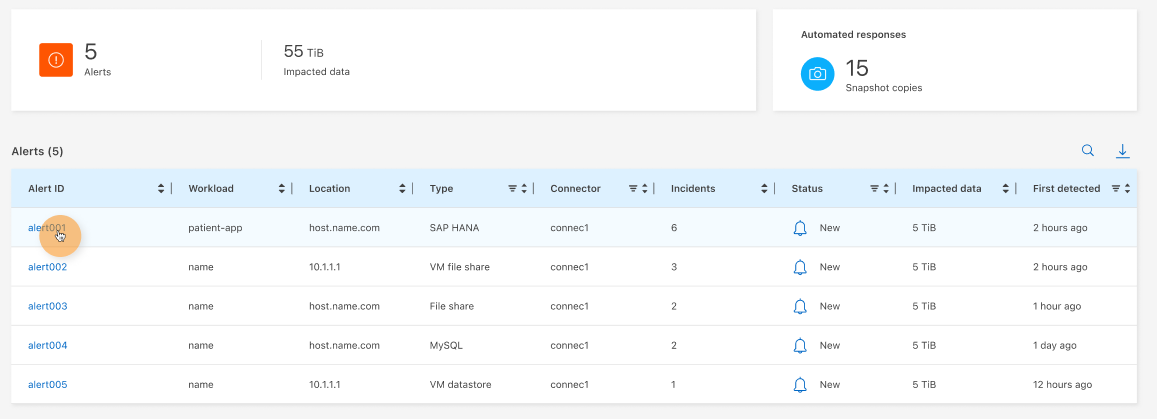 5
Alerts
55 TiB
Impacted data
Automated responses
15
Snapshot copies
Alerts (5)
Alert ID Workload Location Type Connector Incidents Status Impacted data First detected
alert001 patient-app host.name.com SAP HANA connec1 6 New 5 TiB 2 hours ago
alert002 name 10.1.1.1 VM file share connec1 3 New 5 TiB 2 hours ago
alert003 name host.name.com File share connec1 2 New 5 TiB 1 hour ago
alert004 name host.name.com MySQL connec1 2 New 5 TiB 1 day ago
alert005 name 10.1.1.1 VM datastore connec1 1 New 5 TiB 12 hours ago